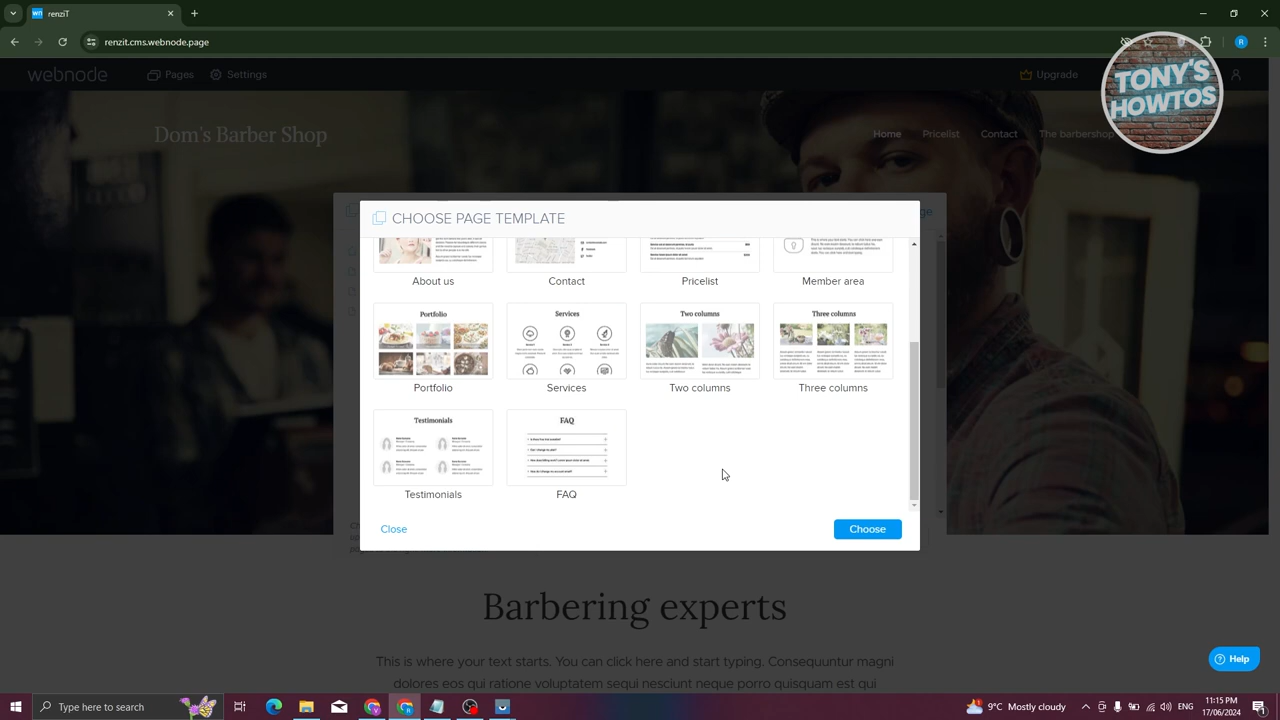 renziT
renzit.cms.webnode.page
R
webnode
Pages
Settings
Upgrade
TONY'S
HOWTOS
Dom's Barber Shop
Home
Pricelist
Contact
The barbershop
CHOOSE PAGE TEMPLATE
About us
Contact
Pricelist
Member area
Portfolio
Services
Two columns
Three columns
Portfolio
Services
Two columns
Three columns
Testimonials
FAQ
Testimonials
FAQ
Close
Choose
Barbering experts
This is where your text starts. You can click here and start typing. Consequuntur magni
dolores eos qui ratione voluptatem sequi nesciunt neque porro quisquam est qui
Help
Type here to search
9°C Mostly cloudy
ENG
11:15 PM
17/06/2024